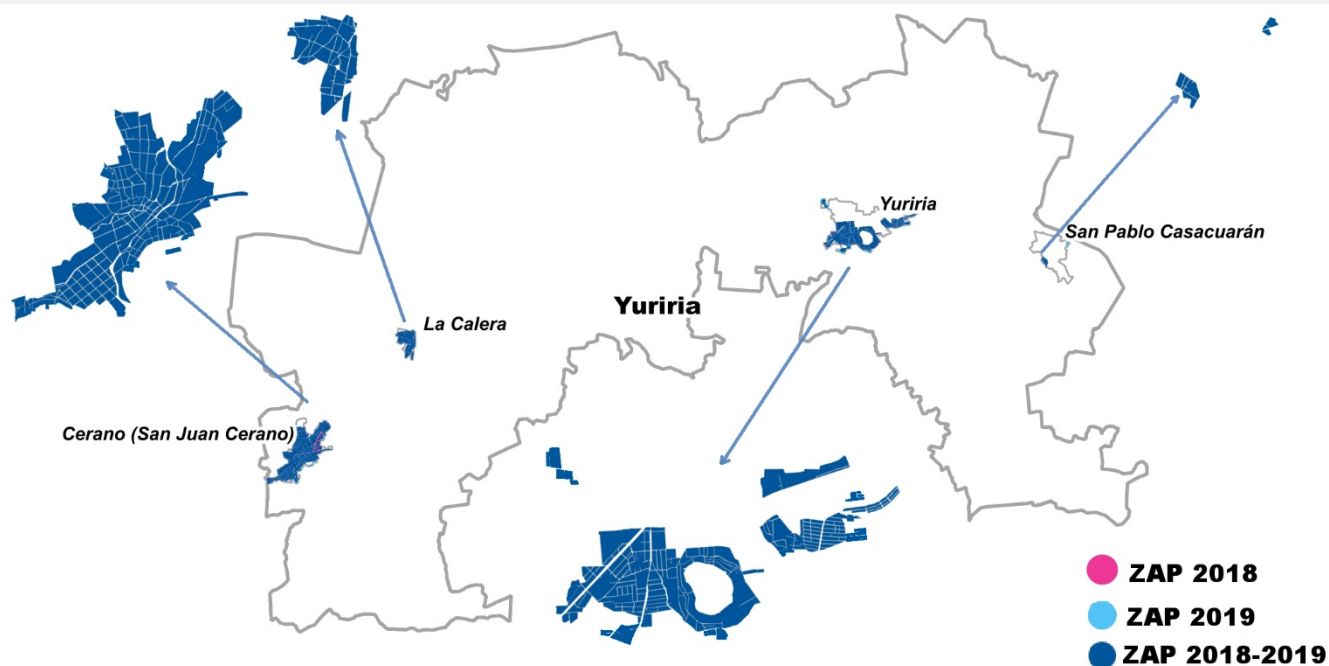 Yuriria
San Pablo Casacuarán
Yuriria
La Calera
Cerano (San Juan Cerano)
ZAP 2018
ZAP 2019
ZAP 2018-2019